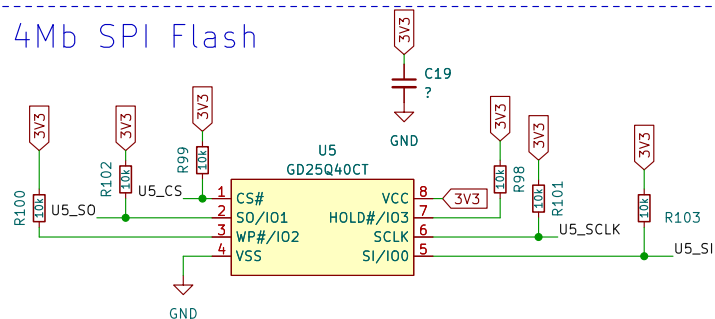 4Mb SPI Flash
3V3
C19
?
GND
3V3
3V3
3V3
R100
10k
R102
10k
R99
10k
U5_CS
U5_SO
U5
GD25Q40CT
1
CS#
2
SO/IO1
3
WP#/IO2
4
VSS
VCC
8
3V3
HOLD#/IO3
7
SCLK
6
SI/IO0
5
3V3
3V3
3V3
10k
R98
10k
R101
10k
R103
U5_SCLK
U5_SI
GND